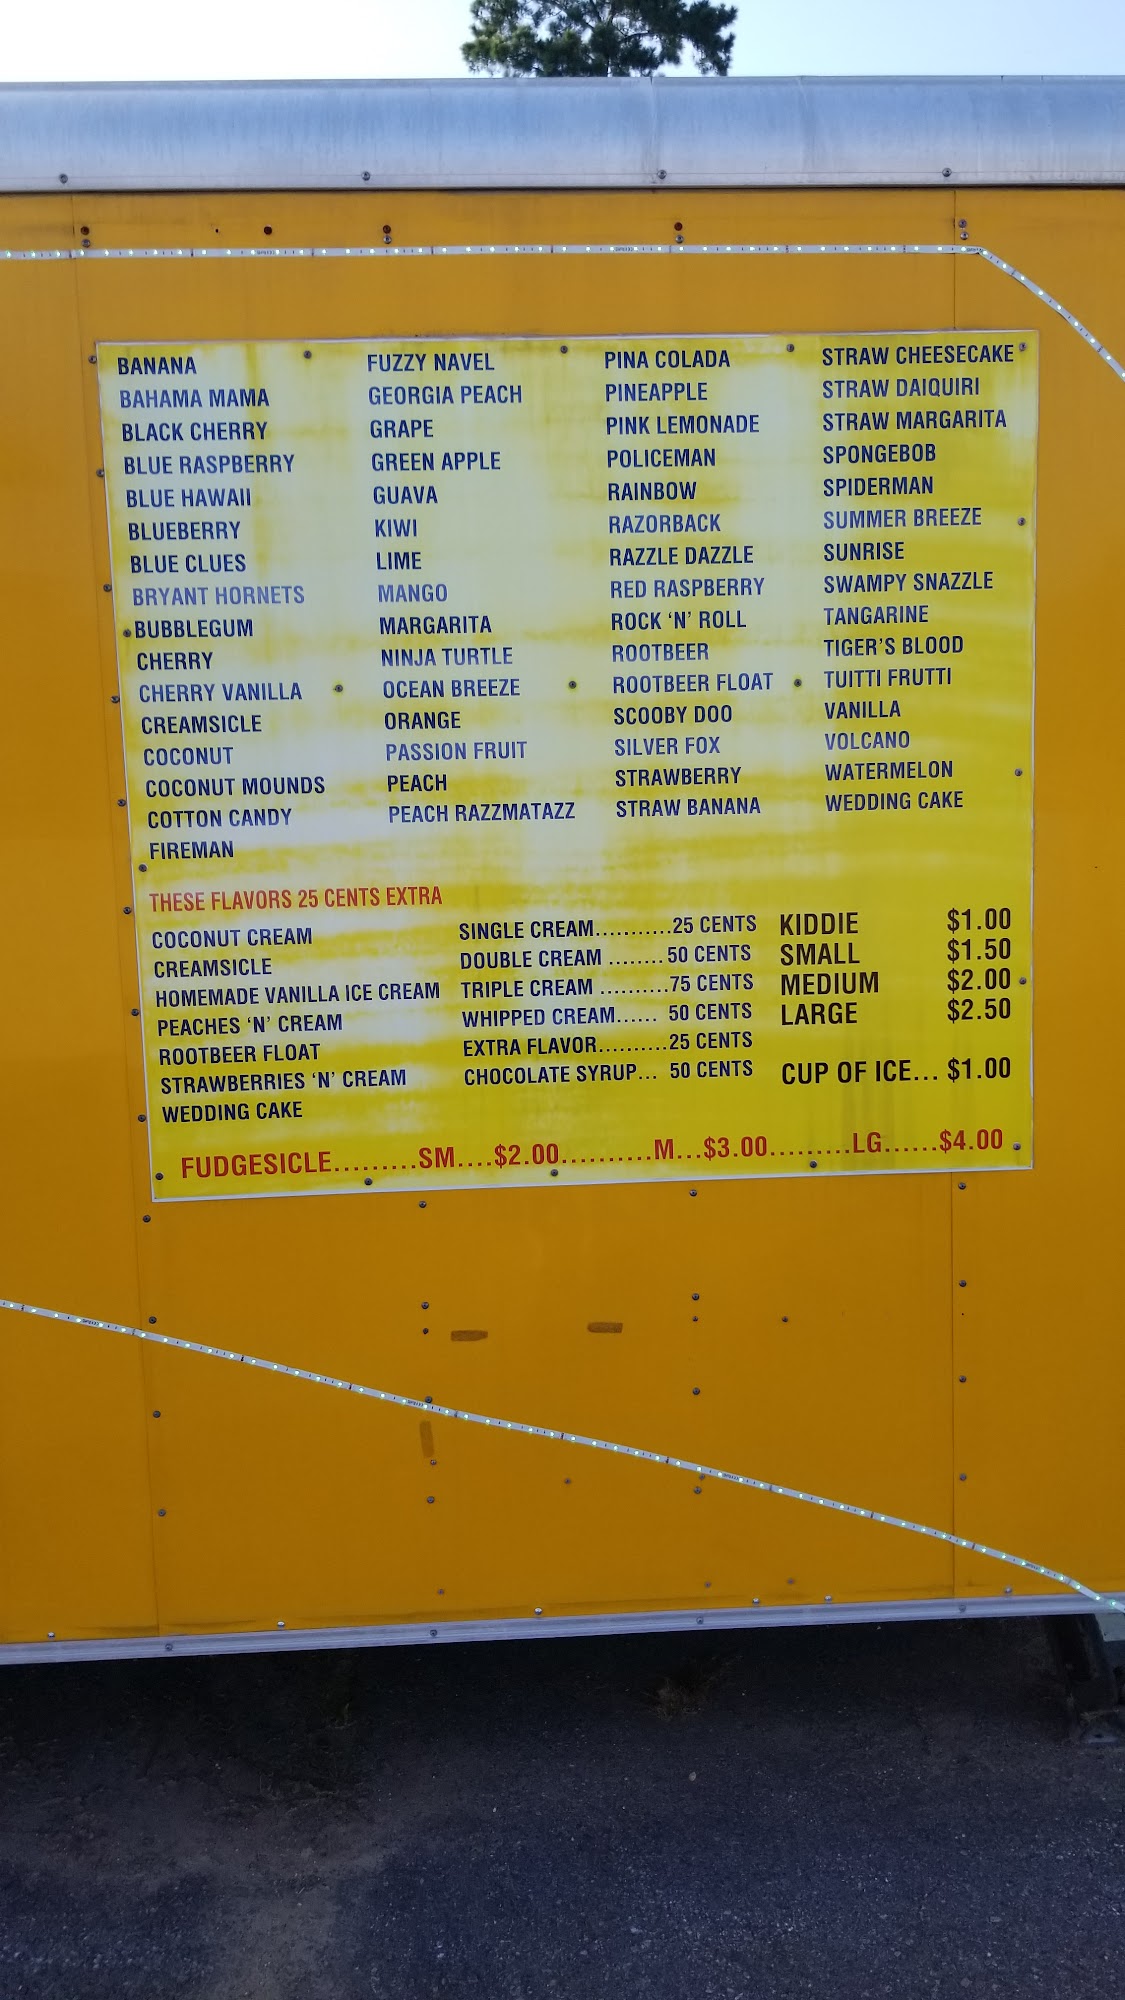 BANANA
BAHAMA MAMA
BLACK CHERRY
BLUE RASPBERRY
BLUE HAWAII
BLUEBERRY
BLUE CLUES
BRYANT HORNETS
BUBBLEGUM
CHERRY
CHERRY VANILLA
CREAMSICLE
COCONUT
COCONUT MOUNDS
COTTON CANDY
FIREMAN
FUZZY NAVEL
GEORGIA PEACH
GRAPE
GREEN APPLE
GUAVA
KIWI
LIME
MANGO
MARGARITA
NINJA TURTLE
OCEAN BREEZE
ORANGE
PASSION FRUIT
PEACH
PEACH RAZZMATAZZ
PINA COLADA
PINEAPPLE
PINK LEMONADE
POLICEMAN
RAINBOW
RAZORBACK
RAZZLE DAZZLE
RED RASPBERRY
ROCK 'N' ROLL
ROOTBEER
ROOTBEER FLOAT
SCOOBY DOO
SILVER FOX
STRAWBERRY
STRAW BANANA
STRAW CHEESECAKE
STRAW DAIQUIRI
STRAW MARGARITA
SPONGEBOB
SPIDERMAN
SUMMER BREEZE
SUNRISE
SWAMPY SNAZZLE
TANGARINE
TIGER'S BLOOD
TUITTI FRUTTI
VANILLA
VOLCANO
WATERMELON
WEDDING CAKE
THESE FLAVORS 25 CENTS EXTRA
COCONUT CREAM
CREAMSICLE
HOMEMADE VANILLA ICE CREAM
PEACHES 'N' CREAM
ROOTBEER FLOAT
STRAWBERRIES 'N' CREAM
WEDDING CAKE
SINGLE CREAM...........25 CENTS
DOUBLE CREAM ........50 CENTS
TRIPLE CREAM ..........75 CENTS
WHIPPED CREAM...... 50 CENTS
EXTRA FLAVOR..........25 CENTS
CHOCOLATE SYRUP... 50 CENTS
KIDDIE $1.00
SMALL $1.50
MEDIUM $2.00
LARGE $2.50
CUP OF ICE... $1.00
FUDGESICLE.........SM....$2.00..........M...$3.00.........LG......$4.00